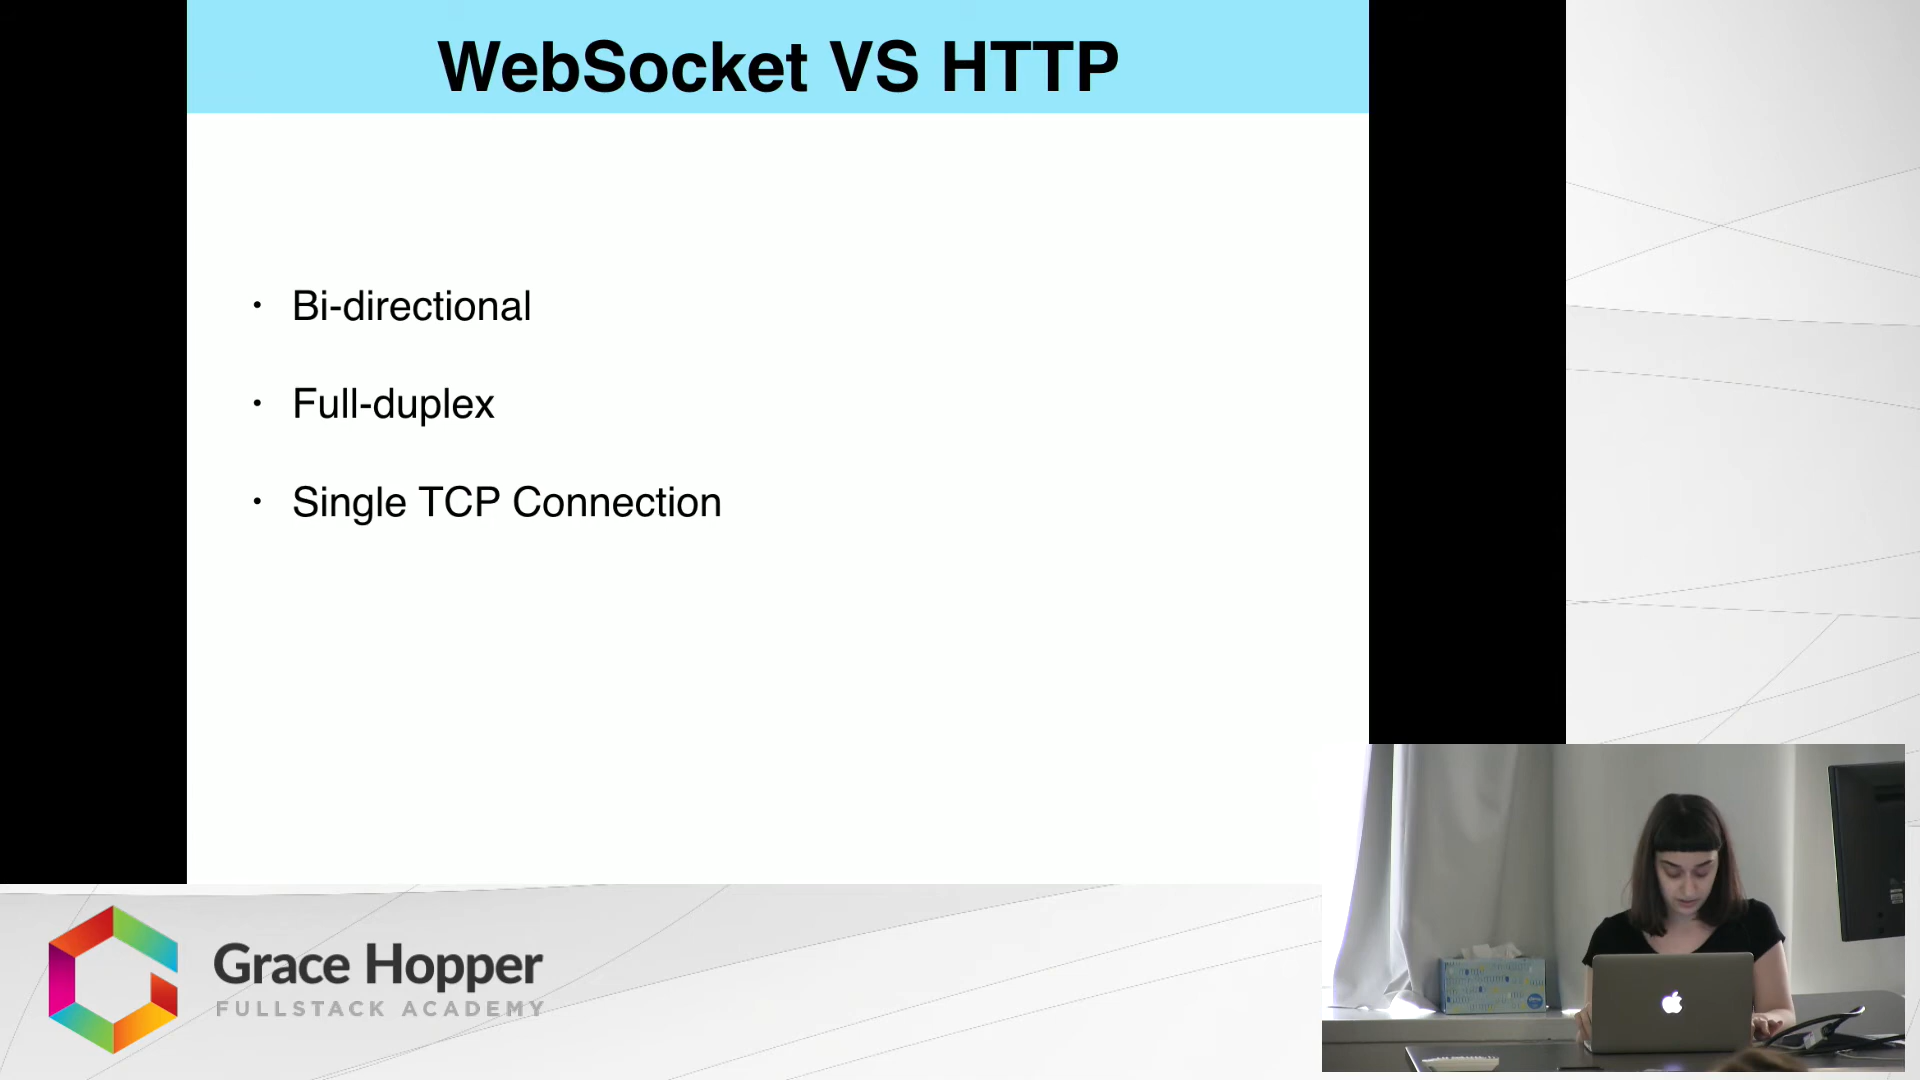 WebSocket VS HTTP
• Bi-directional
• Full-duplex
• Single TCP Connection
Grace Hopper
FULLSTACK ACADEMY